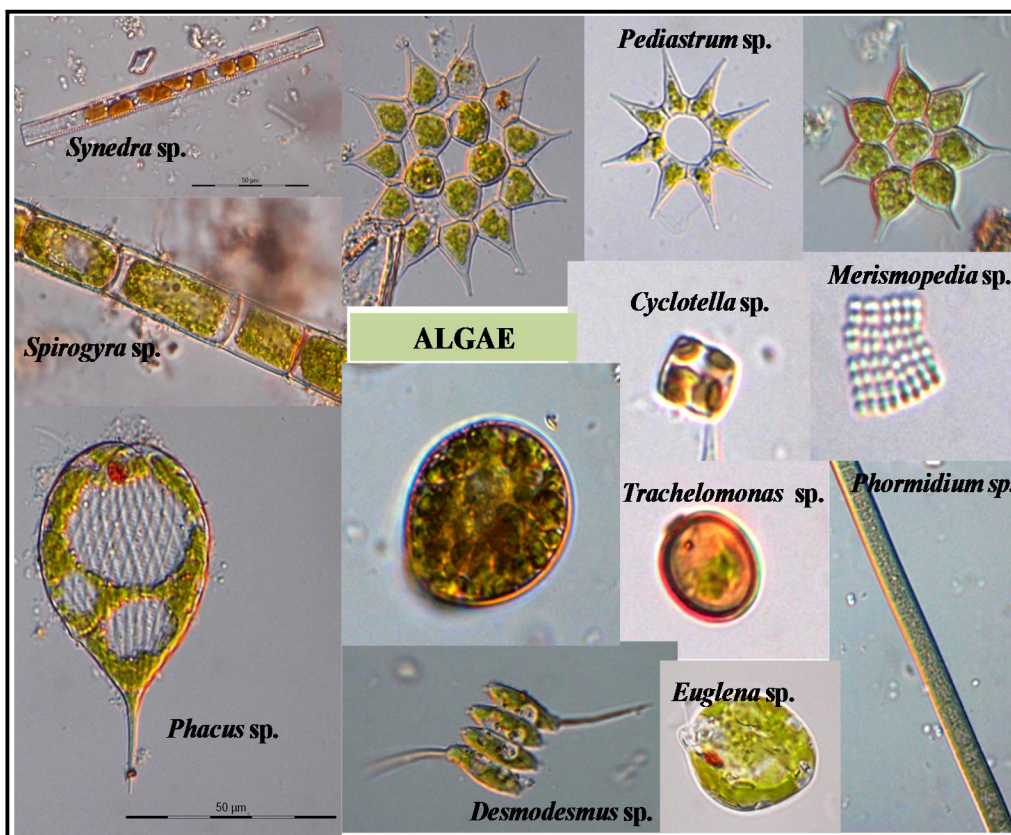 Pediastrum sp.
Synedra sp.
50 µm
Cyclotella sp.
Merismopedia sp.
Spirogyra sp.
ALGAE
Trachelomonas sp.
Phormidium sp.
Phacus sp.
Euglena sp.
50 µm
Desmodesmus sp.